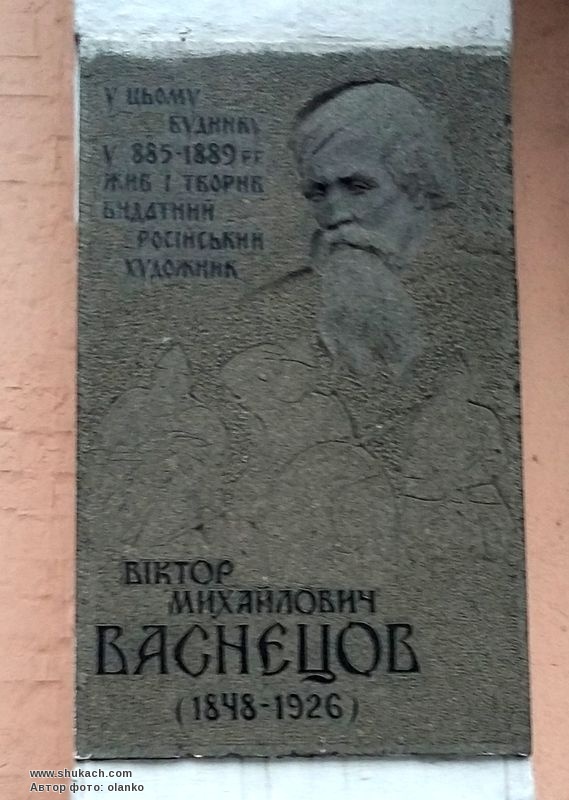 У ЦЬОМУ
БУДИНКУ
У 885-1889 РР
ЖИВ І ТВОРИВ
ВИДАТНИЙ
РОСІЙСЬКИЙ
ХУДОЖНИК
ВІКТОР
МИХАЙЛОВИЧ
ВАСНЄЦОВ
(1848-1926)
www.shukach.com
Автор фото: olanko